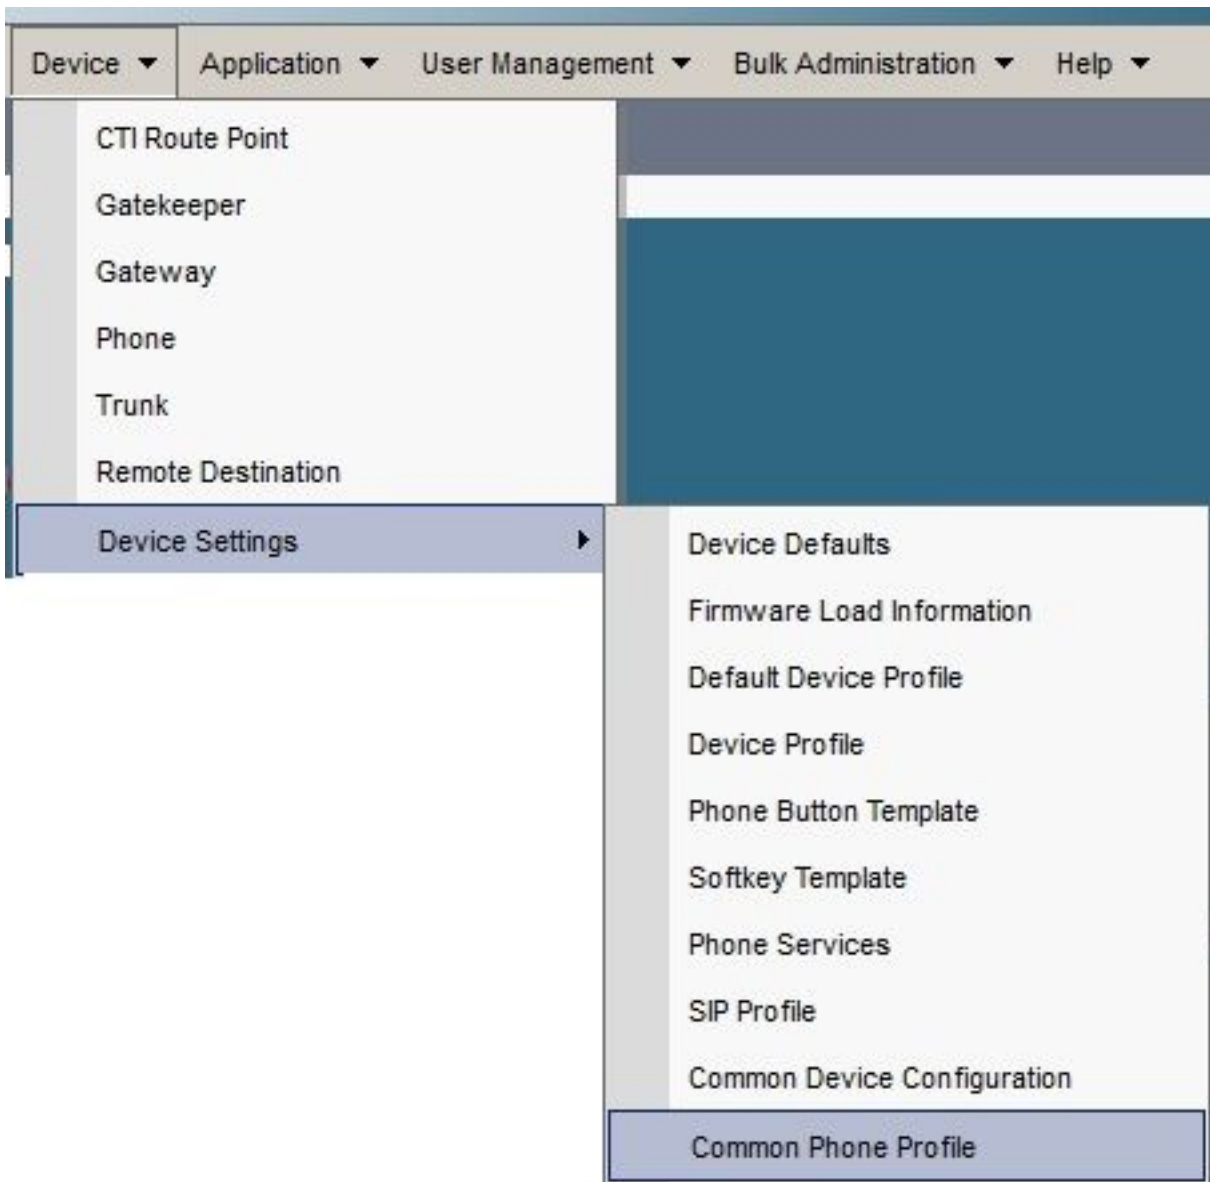 Device Application User Management Bulk Administration Help
CTI Route Point
Gatekeeper
Gateway
Phone
Trunk
Remote Destination
Device Settings
Device Defaults
Firmware Load Information
Default Device Profile
Device Profile
Phone Button Template
Softkey Template
Phone Services
SIP Profile
Common Device Configuration
Common Phone Profile